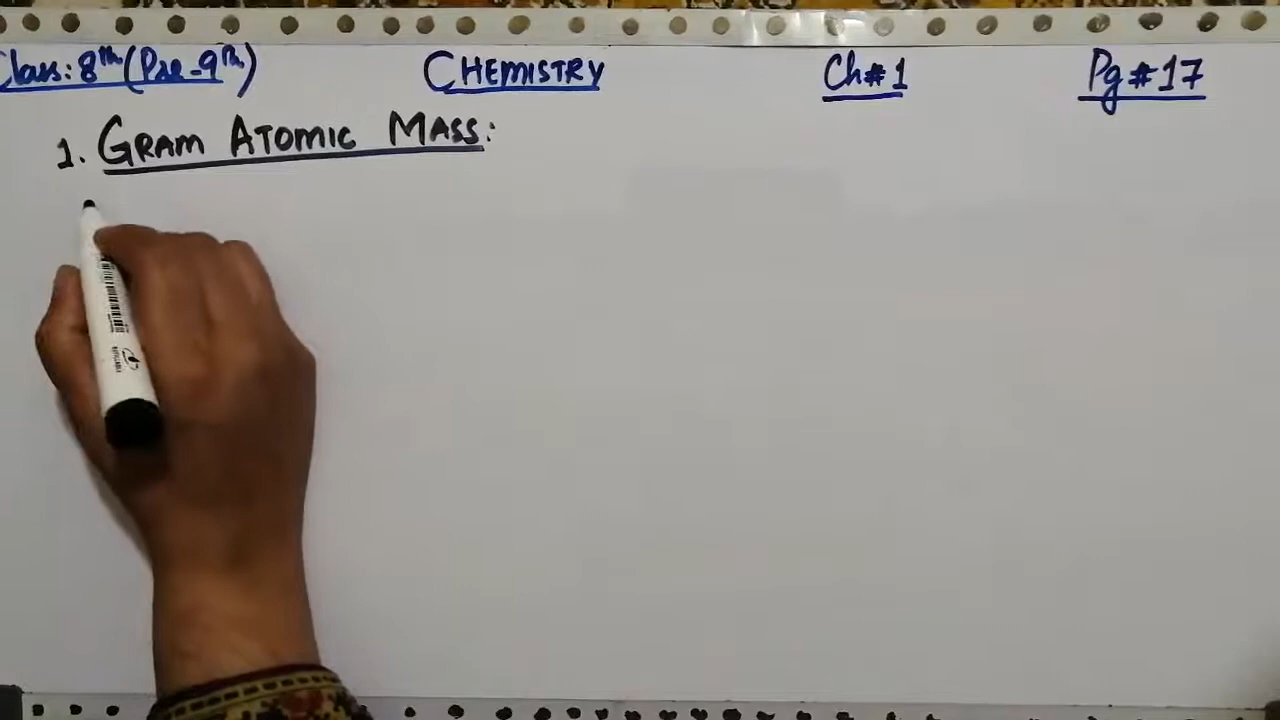 Class: 8th (Pre-9th) CHEMISTRY Ch#1 Pg#17
1. GRAM ATOMIC MASS: